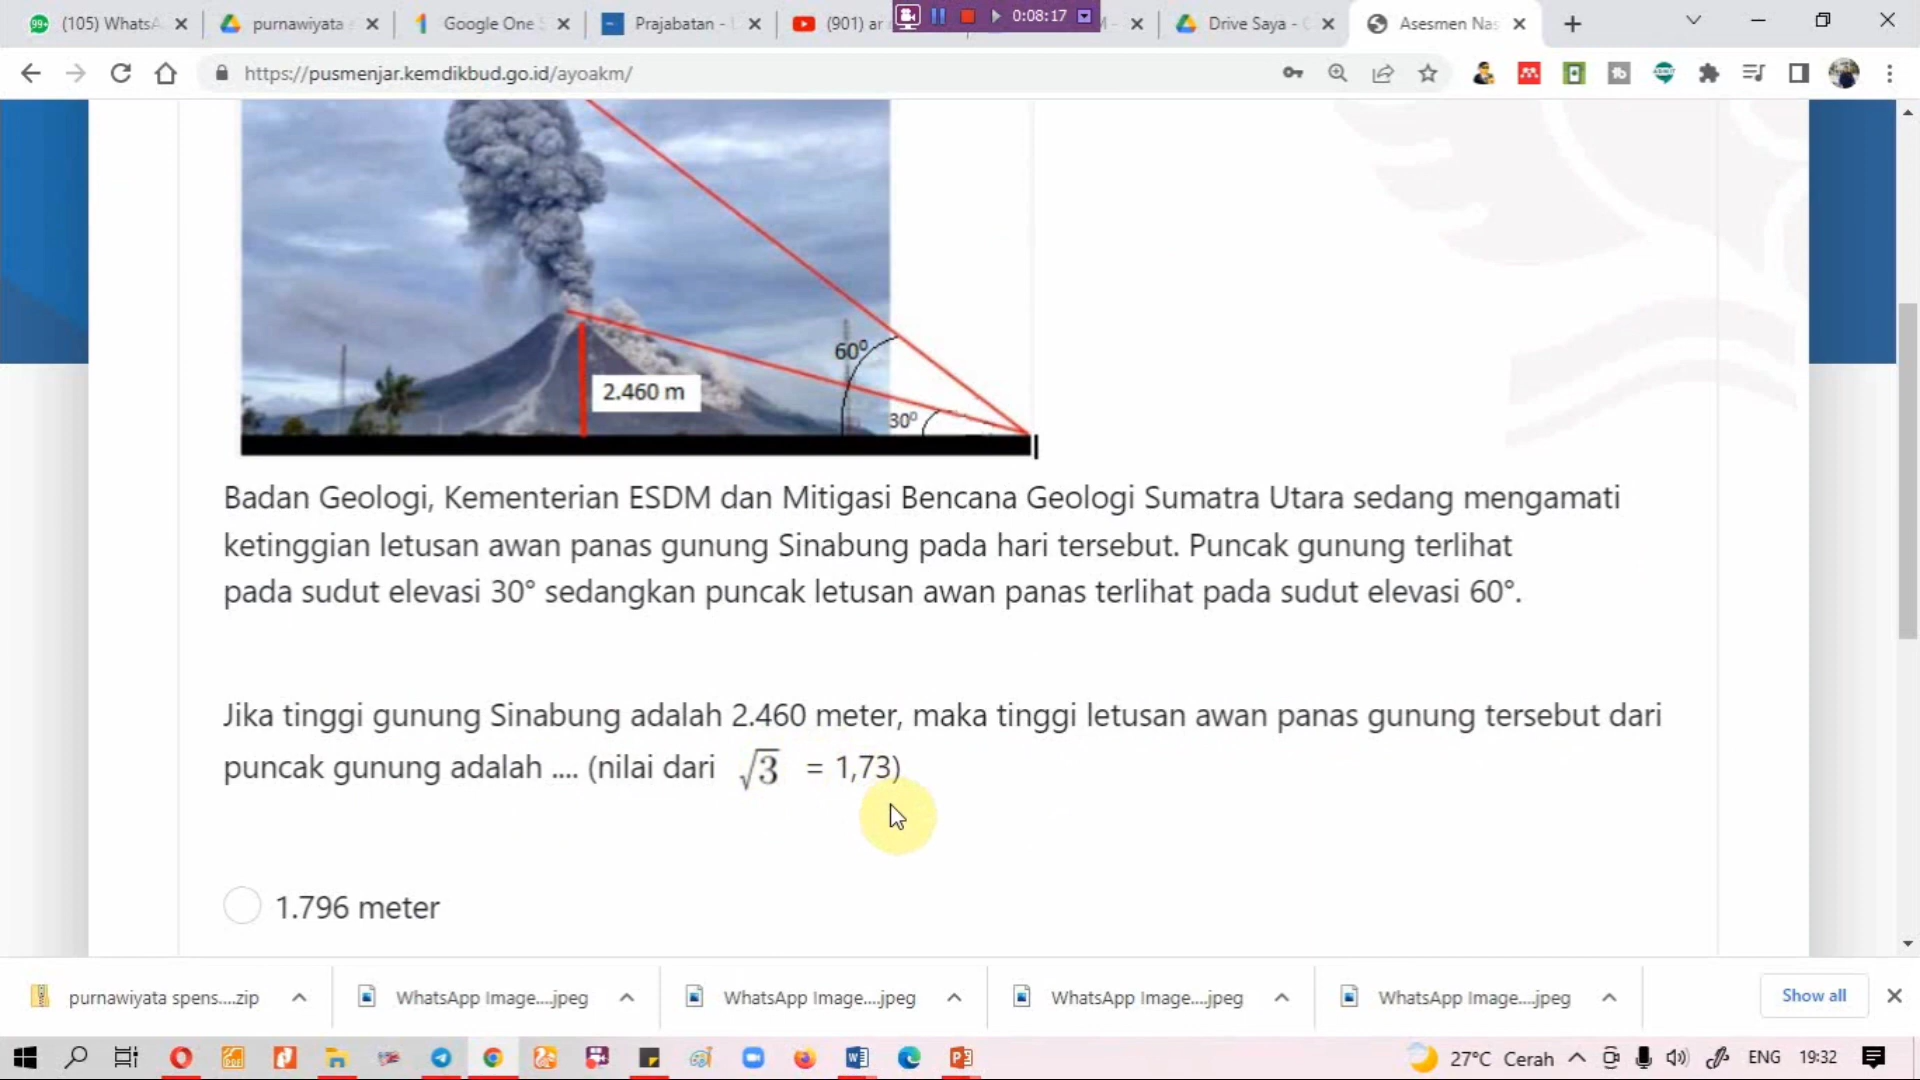 (105) WhatsA
purnawiyata
Google One
Prajabatan -
(901) ar
0:08:17
Drive Saya -
Asesmen Nas
https://pusmenjar.kemdikbud.go.id/ayoakm/
60⁰
2.460 m
30⁰
Badan Geologi, Kementerian ESDM dan Mitigasi Bencana Geologi Sumatra Utara sedang mengamati
ketinggian letusan awan panas gunung Sinabung pada hari tersebut. Puncak gunung terlihat
pada sudut elevasi 30° sedangkan puncak letusan awan panas terlihat pada sudut elevasi 60°.
Jika tinggi gunung Sinabung adalah 2.460 meter, maka tinggi letusan awan panas gunung tersebut dari
puncak gunung adalah .... (nilai dari √3 = 1,73)
1.796 meter
purnawiyata spens....zip
WhatsApp Image....jpeg
WhatsApp Image....jpeg
WhatsApp Image....jpeg
WhatsApp Image....jpeg
Show all
27°C Cerah
ENG
19:32